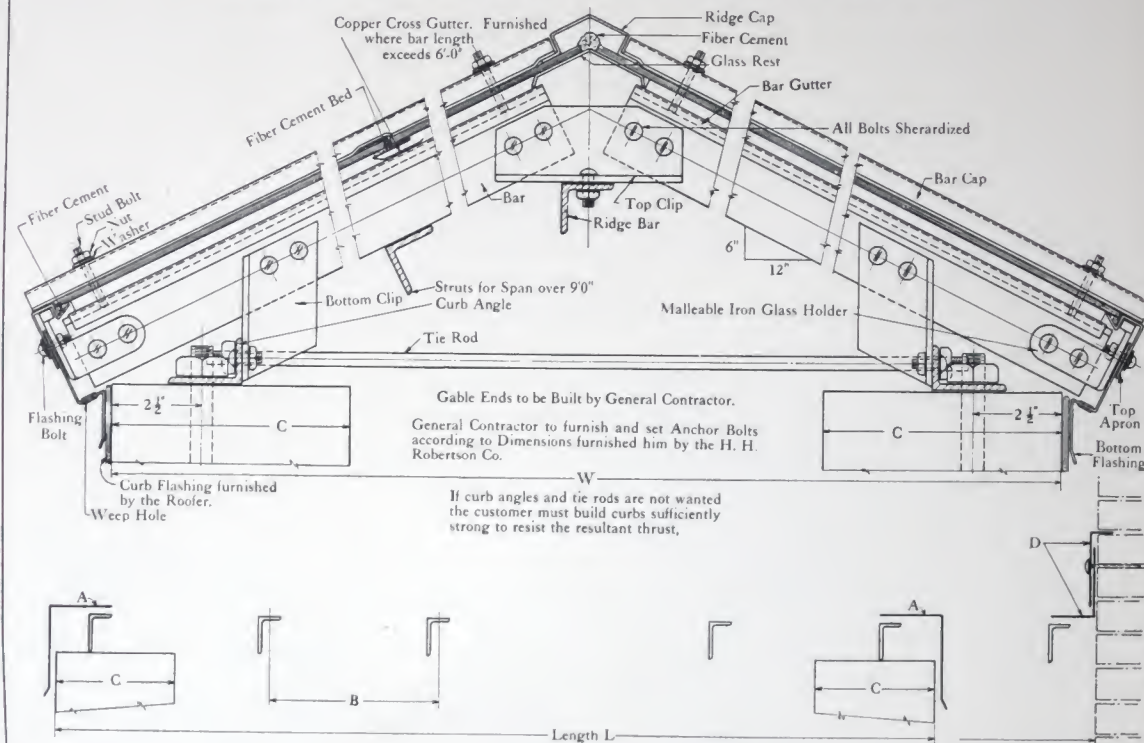 Copper Cross Gutter. Furnished
where bar length
exceeds 6'-0"
Ridge Cap
Fiber Cement
Glass Rest
Bar Gutter
Fiber Cement Bed
All Bolts Sherardized
Bar Cap
Fiber Cement
Stud Bolt
Nut
Washer
Bar
Top Clip
Ridge Bar
6"
12"
Struts for Span over 9'0"
Bottom Clip
Curb Angle
Malleable Iron Glass Holder
Tie Rod
Flashing
Bolt
2 1/2"
C
Gable Ends to be Built by General Contractor.
General Contractor to furnish and set Anchor Bolts
according to Dimensions furnished him by the H. H.
Robertson Co.
C
2 1/2"
Top
Apron
Bottom
Flashing
W
Curb Flashing furnished
by the Roofer.
Weep Hole
If curb angles and tie rods are not wanted
the customer must build curbs sufficiently
strong to resist the resultant thrust,
D
A
A
C
B
C
Length L